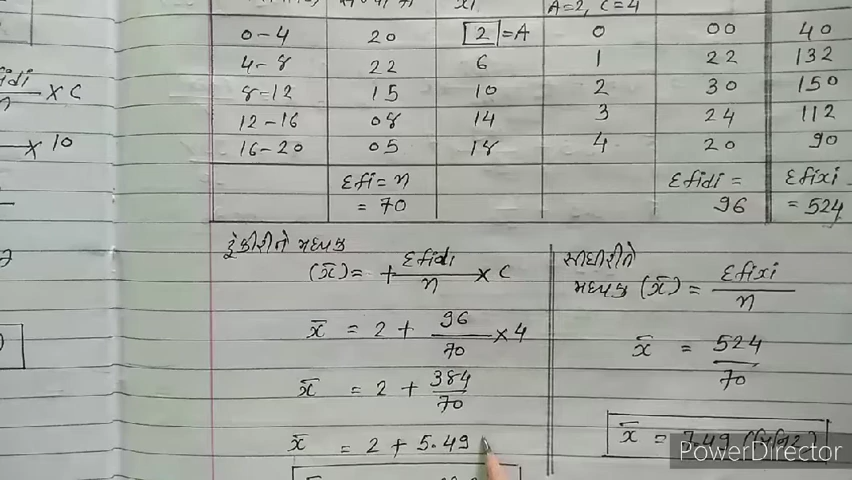 A=2, C=4
0-4 20 2 = A 0 00 40
4-8 22 6 1 22 132
8-12 15 10 2 30 150
12-16 08 14 3 24 112
16-20 05 18 4 20 90
Σfi = n Σfidi = Σfixi
= 70 96 = 524
fidi
n × C
× 10
ટૂંકીરીતે મધ્યક
(x̄) = + Σfidi / n × C
x̄ = 2 + 96 / 70 × 4
x̄ = 2 + 384 / 70
x̄ = 2 + 5.49
સાદીરીતે
મધ્યક (x̄) = Σfixi / n
x̄ = 524 / 70
x̄ = 7.49
PowerDirector